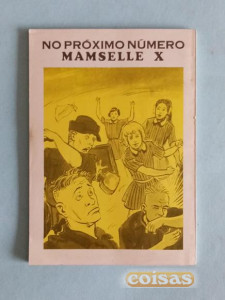 NO PRÓXIMO NÚMERO
MAMSELLE X
coisas